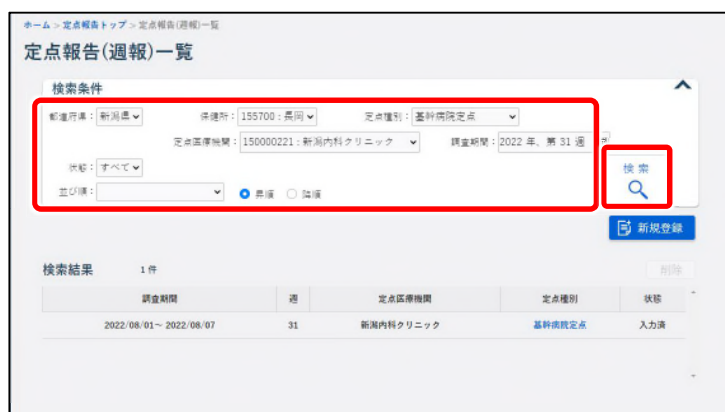 ホーム > 定点報告トップ > 定点報告(週報)一覧
定点報告(週報)一覧
検索条件
都道府県： 新潟県 保健所： 155700：長岡 定点種別： 基幹病院定点
定点医療機関： 150000221：新潟内科クリニック 調査期間： 2022 年、第 31 週
状態： すべて
並び順： 昇順 降順
検索
新規登録
検索結果 1 件 削除
調査期間 週 定点医療機関 定点種別 状態
2022/08/01～ 2022/08/07 31 新潟内科クリニック 基幹病院定点 入力済